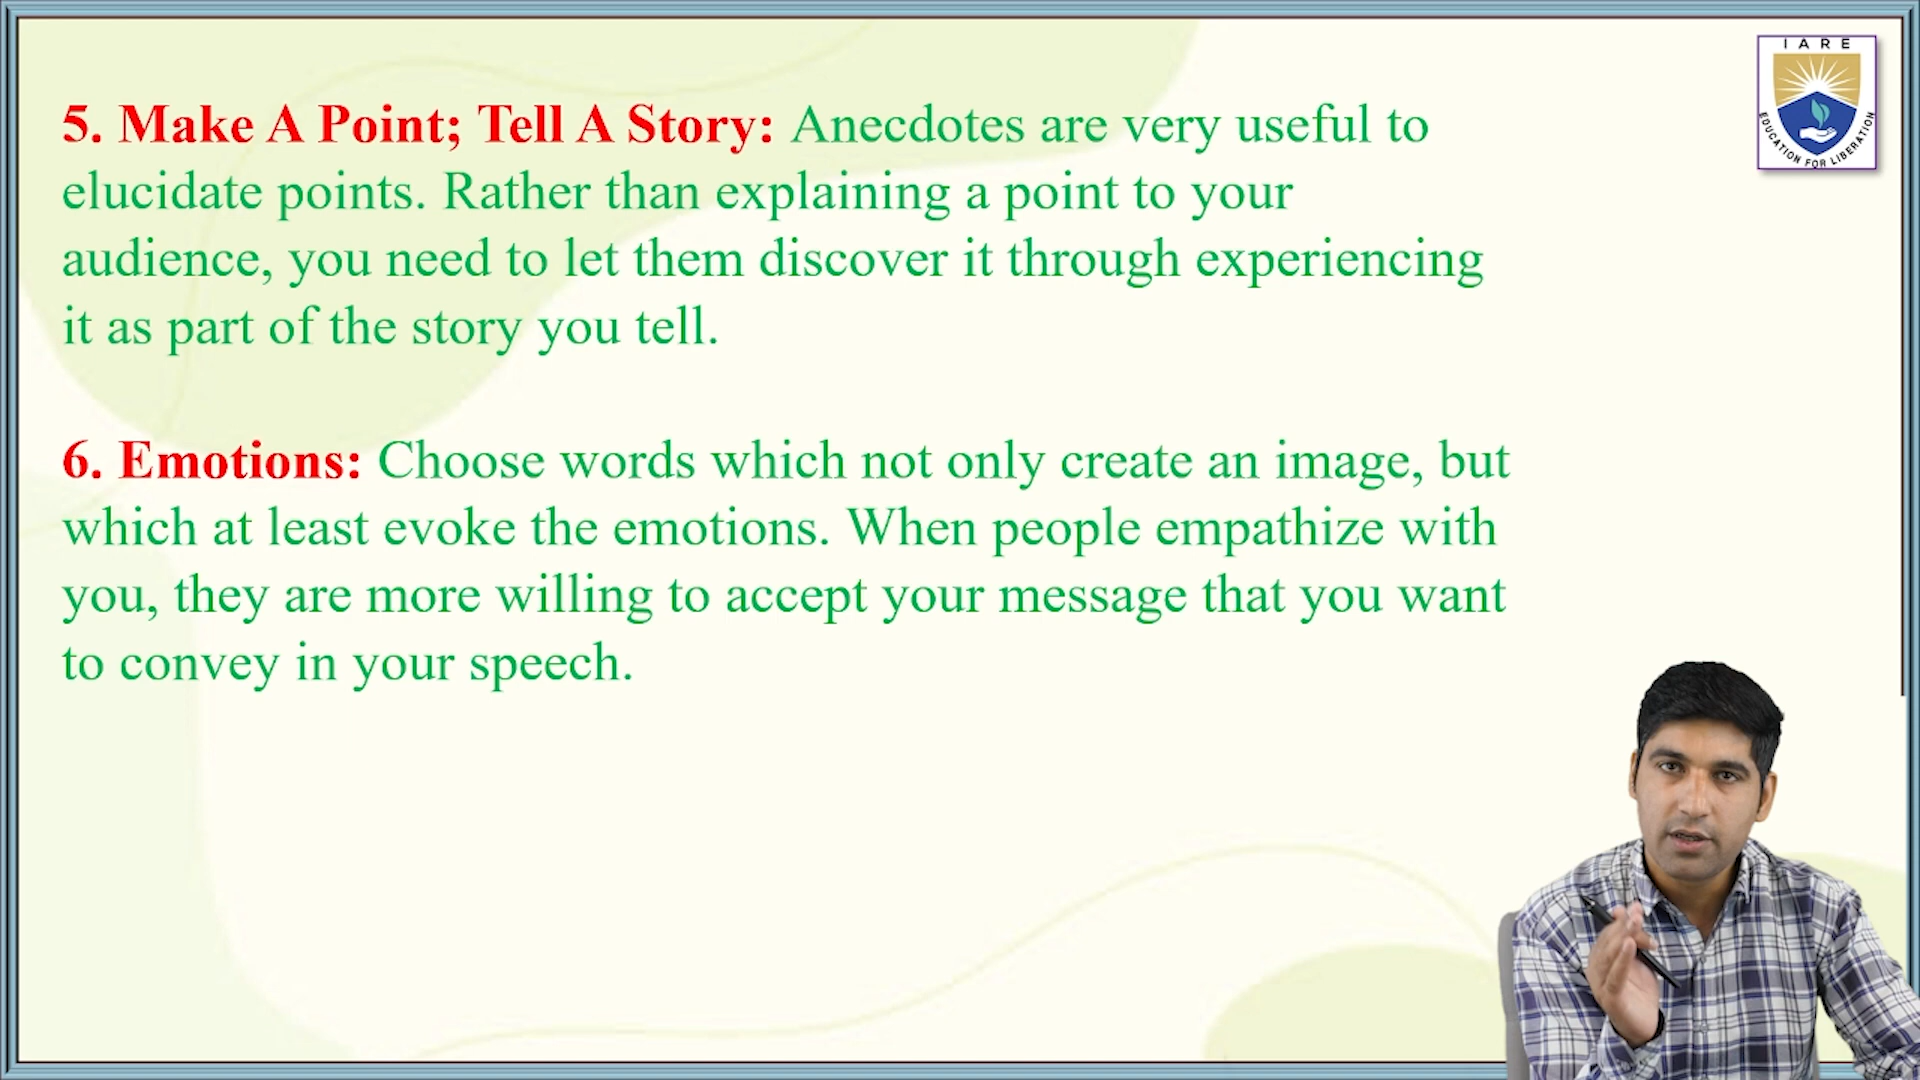 I A R E
EDUCATION FOR LIBERATION
5. Make A Point; Tell A Story: Anecdotes are very useful to
elucidate points. Rather than explaining a point to your
audience, you need to let them discover it through experiencing
it as part of the story you tell.
6. Emotions: Choose words which not only create an image, but
which at least evoke the emotions. When people empathize with
you, they are more willing to accept your message that you want
to convey in your speech.